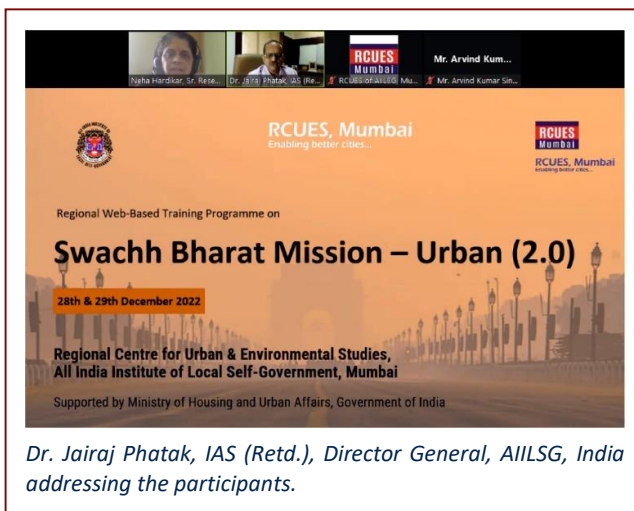 RCUES
Mumbai
Mr. Arvind Kum...
Neha Hardikar, Sr. Rese...
Dr. Jairaj Phatak, IAS (Re...
RCUES of AIILSG, Mu...
Mr. Arvind Kumar Sin...
RCUES, Mumbai
Enabling better cities...
RCUES
Mumbai
RCUES, Mumbai
Enabling better cities...
Regional Web-Based Training Programme on
Swachh Bharat Mission – Urban (2.0)
28th & 29th December 2022
Regional Centre for Urban & Environmental Studies,
All India Institute of Local Self-Government, Mumbai
Supported by Ministry of Housing and Urban Affairs, Government of India
Dr. Jairaj Phatak, IAS (Retd.), Director General, AIILSG, India
addressing the participants.